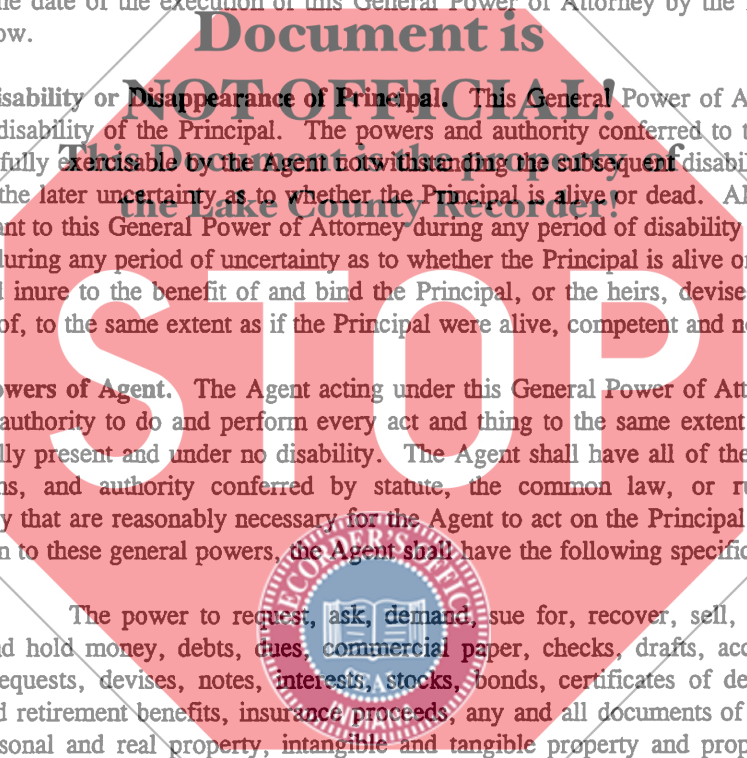 the date of the execution of this General Power of Attorney by the
ow.
Document is
NOT OFFICIAL!
This Document is the property of
the Lake County Recorder!
isability or Disappearance of Principal. This General Power of A
disability of the Principal. The powers and authority conferred to t
fully exercisable by the Agent notwithstanding the subsequent disabil
the later uncertainty as to whether the Principal is alive or dead. Al
ant to this General Power of Attorney during any period of disability
during any period of uncertainty as to whether the Principal is alive or
d inure to the benefit of and bind the Principal, or the heirs, devise
of, to the same extent as if the Principal were alive, competent and n
STOP
owers of Agent. The Agent acting under this General Power of Att
authority to do and perform every act and thing to the same extent
lly present and under no disability. The Agent shall have all of the
ns, and authority conferred by statute, the common law, or ru
y that are reasonably necessary for the Agent to act on the Principal
n to these general powers, the Agent shall have the following specific
RECORDER'S OFFIC
The power to request, ask, demand, sue for, recover, sell,
nd hold money, debts, dues, commercial paper, checks, drafts, acc
equests, devises, notes, interests, stocks, bonds, certificates of de
SEAL
d retirement benefits, insurance proceeds, any and all documents of
INDIANA
rsonal and real property, intangible and tangible property and prop